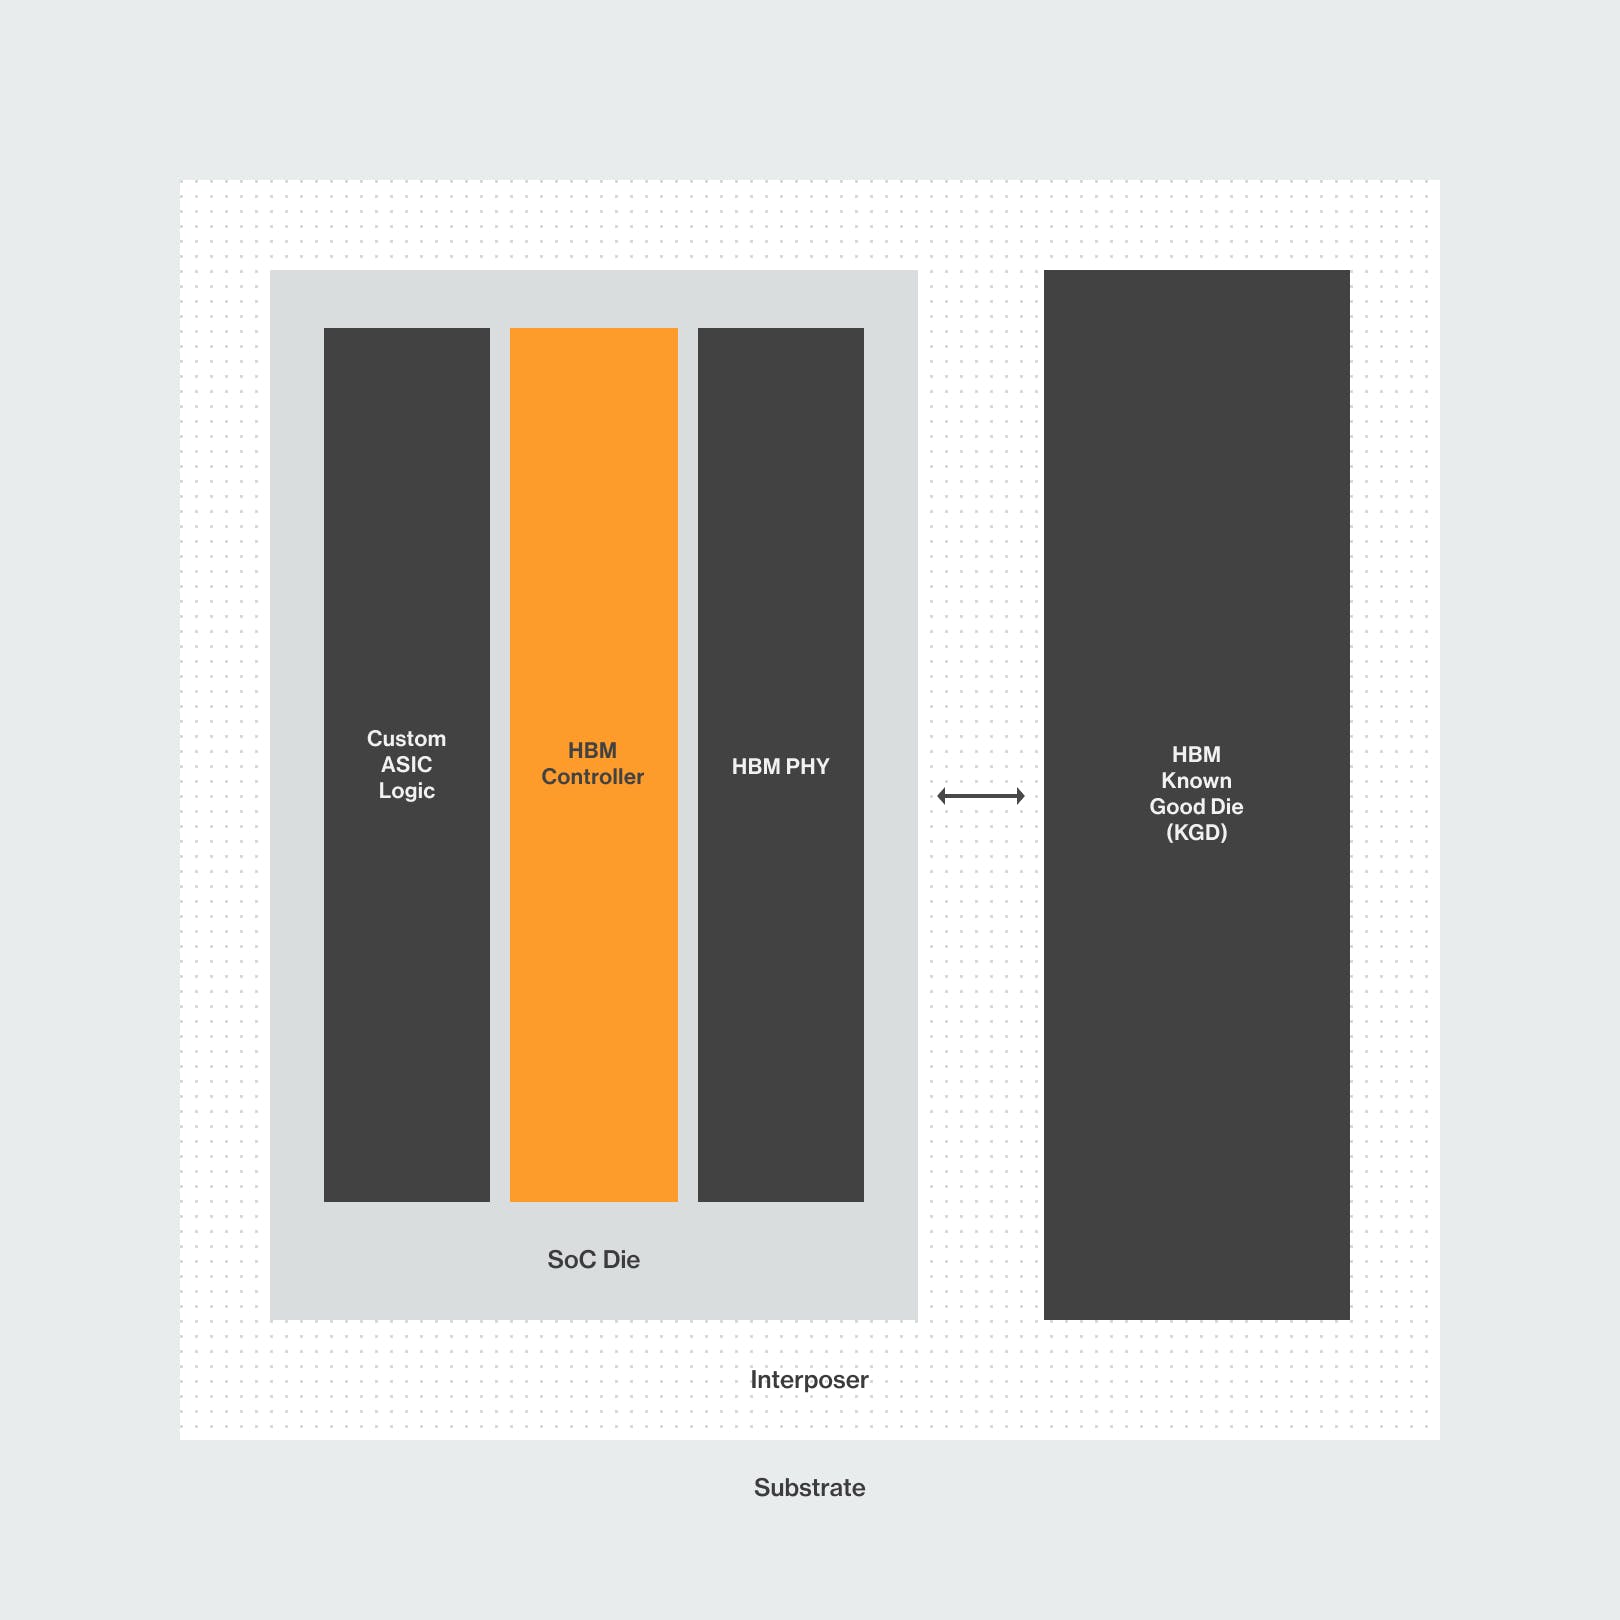 Custom
ASIC
Logic
HBM
Controller
HBM PHY
HBM
Known
Good Die
(KGD)
SoC Die
Interposer
Substrate